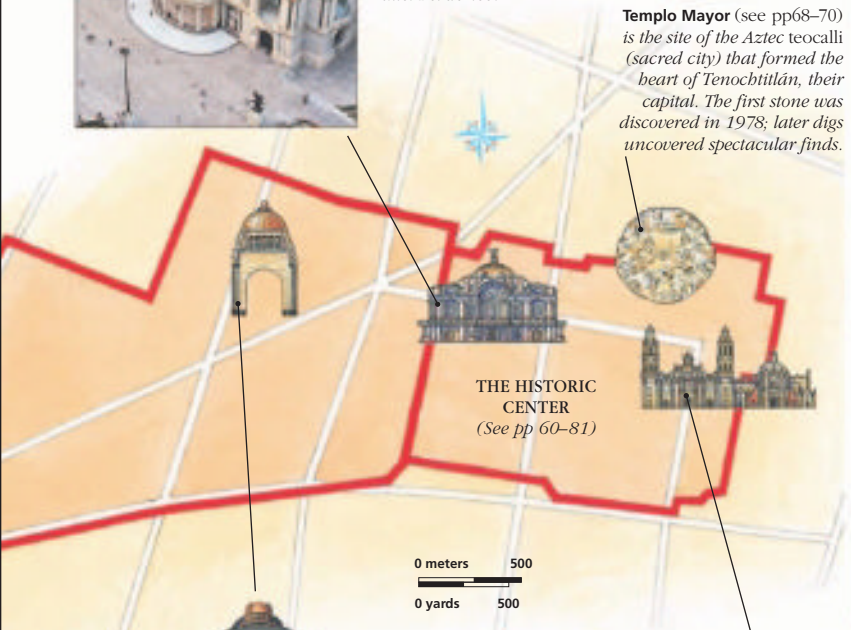 Templo Mayor (see pp68–70)
is the site of the Aztec teocalli
(sacred city) that formed the
heart of Tenochtitlán, their
capital. The first stone was
discovered in 1978; later digs
uncovered spectacular finds.
THE HISTORIC
CENTER
(See pp 60–81)
0 meters 500
0 yards 500